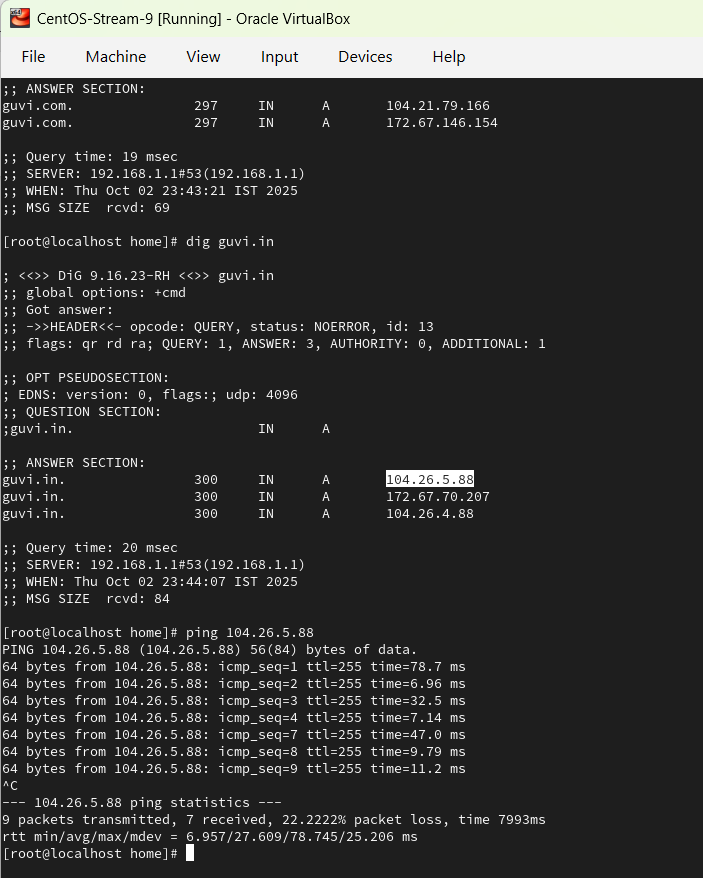 CentOS-Stream-9 [Running] - Oracle VirtualBox
File Machine View Input Devices Help
;; ANSWER SECTION:
guvi.com. 297 IN A 104.21.79.166
guvi.com. 297 IN A 172.67.146.154
;; Query time: 19 msec
;; SERVER: 192.168.1.1#53(192.168.1.1)
;; WHEN: Thu Oct 02 23:43:21 IST 2025
;; MSG SIZE  rcvd: 69
[root@localhost home]# dig guvi.in
; <<>> DiG 9.16.23-RH <<>> guvi.in
;; global options: +cmd
;; Got answer:
;; ->>HEADER<<- opcode: QUERY, status: NOERROR, id: 13
;; flags: qr rd ra; QUERY: 1, ANSWER: 3, AUTHORITY: 0, ADDITIONAL: 1
;; OPT PSEUDOSECTION:
; EDNS: version: 0, flags:; udp: 4096
;; QUESTION SECTION:
;guvi.in. IN A
;; ANSWER SECTION:
guvi.in. 300 IN A 104.26.5.88
guvi.in. 300 IN A 172.67.70.207
guvi.in. 300 IN A 104.26.4.88
;; Query time: 20 msec
;; SERVER: 192.168.1.1#53(192.168.1.1)
;; WHEN: Thu Oct 02 23:44:07 IST 2025
;; MSG SIZE  rcvd: 84
[root@localhost home]# ping 104.26.5.88
PING 104.26.5.88 (104.26.5.88) 56(84) bytes of data.
64 bytes from 104.26.5.88: icmp_seq=1 ttl=255 time=78.7 ms
64 bytes from 104.26.5.88: icmp_seq=2 ttl=255 time=6.96 ms
64 bytes from 104.26.5.88: icmp_seq=3 ttl=255 time=32.5 ms
64 bytes from 104.26.5.88: icmp_seq=4 ttl=255 time=7.14 ms
64 bytes from 104.26.5.88: icmp_seq=7 ttl=255 time=47.0 ms
64 bytes from 104.26.5.88: icmp_seq=8 ttl=255 time=9.79 ms
64 bytes from 104.26.5.88: icmp_seq=9 ttl=255 time=11.2 ms
^C
--- 104.26.5.88 ping statistics ---
9 packets transmitted, 7 received, 22.2222% packet loss, time 7993ms
rtt min/avg/max/mdev = 6.957/27.609/78.745/25.206 ms
[root@localhost home]#